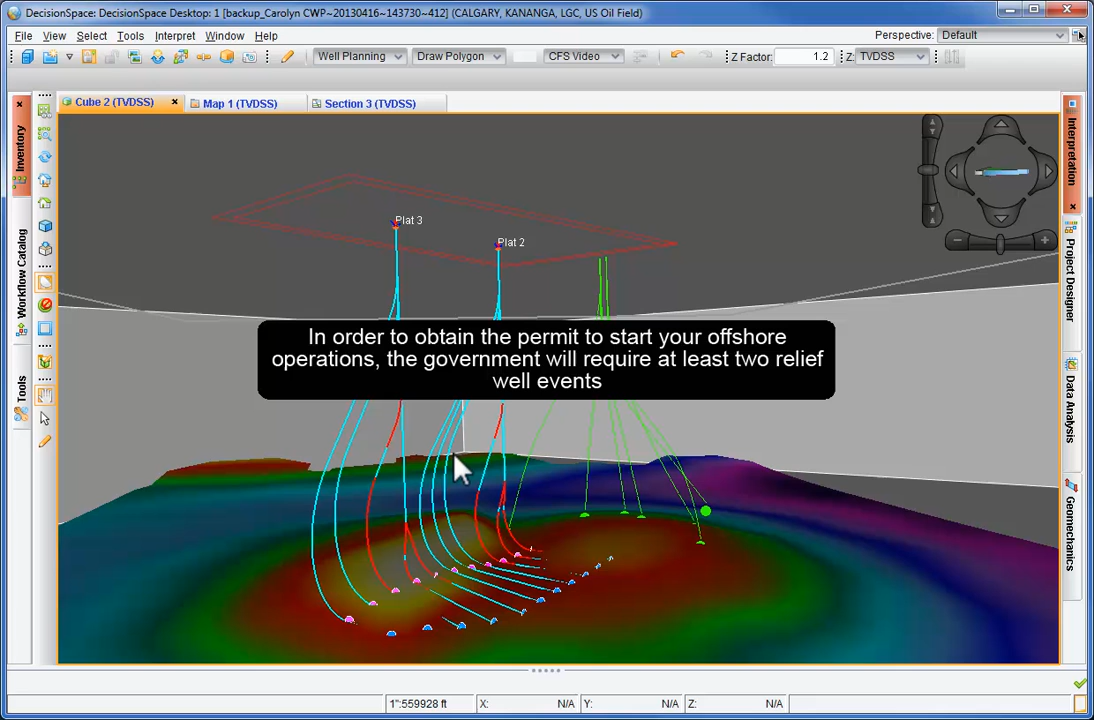 DecisionSpace Desktop: 1 [backup_Carolyn CWP~20130416~143730~412] (CALGARY, KANANGA, LGC, US Oil Field)
File View Select Tools Interpret Window Help
Perspective: Default
Well Planning Draw Polygon CFS Video Z Factor: 1.2 Z: TVDSS
Cube 2 (TVDSS) × Map 1 (TVDSS) Section 3 (TVDSS)
Inventory
Workflow Catalog
Tools
Plat 3
Plat 2
In order to obtain the permit to start your offshore
operations, the government will require at least two relief
well events
Interpretation
Project Designer
Data Analysis
Geomechanics
1":559928 ft X: N/A Y: N/A Z: N/A